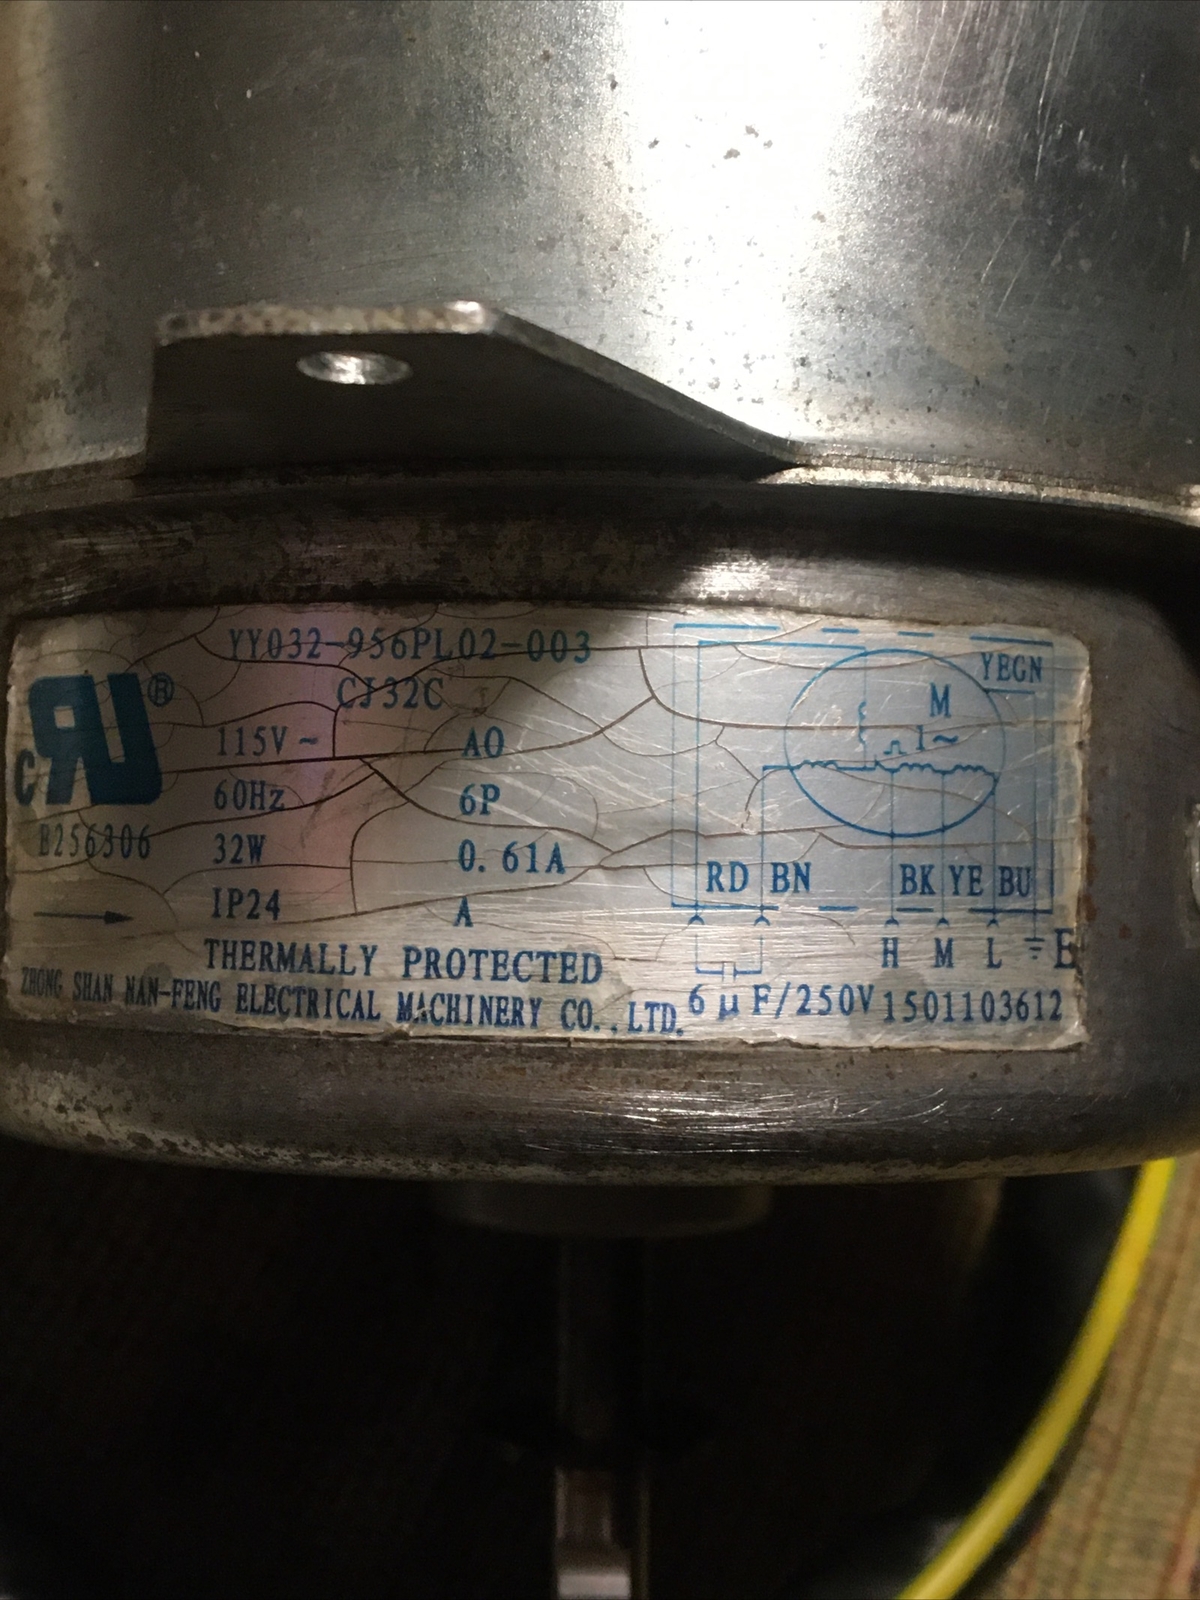 YY032-956PL02-003
CJ32C
c RU ®
115V ~ AO
60Hz 6P
32W 0.61A
IP24 A
THERMALLY PROTECTED
ZHONG SHAN NAN-FENG ELECTRICAL MACHINERY CO.,LTD.
YEGN
M
1~
RD BN BK YE BU
H M L E
6μF/250V 1501103612